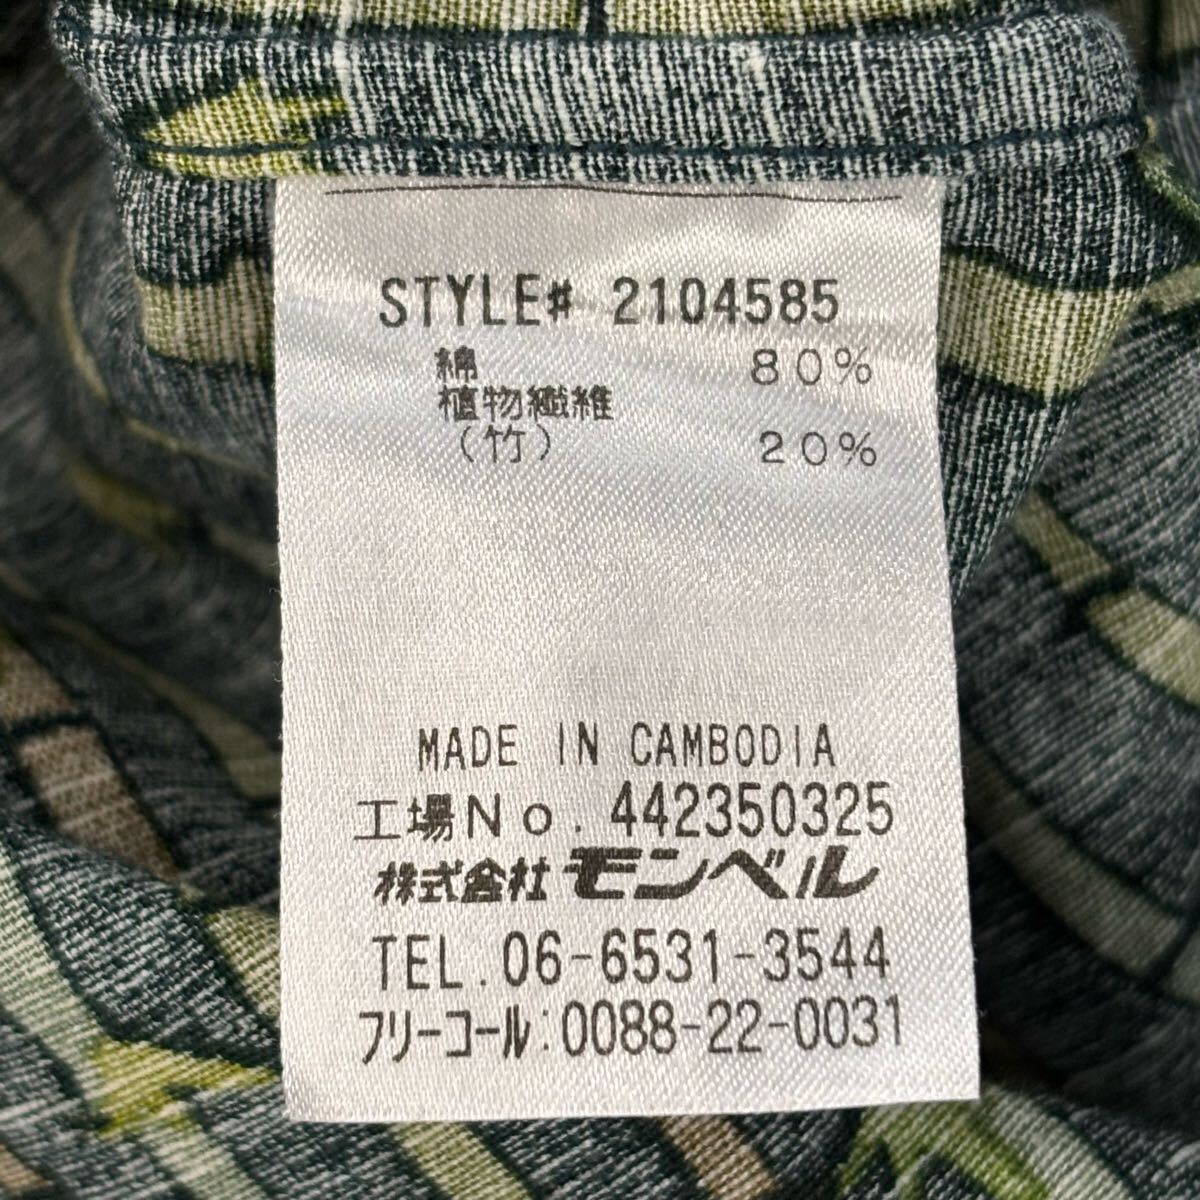 STYLE# 2104585
綿 80%
植物繊維
(竹) 20%
MADE IN CAMBODIA
工場No. 442350325
株式会社 モンベル
TEL. 06-6531-3544
フリーコール:0088-22-0031